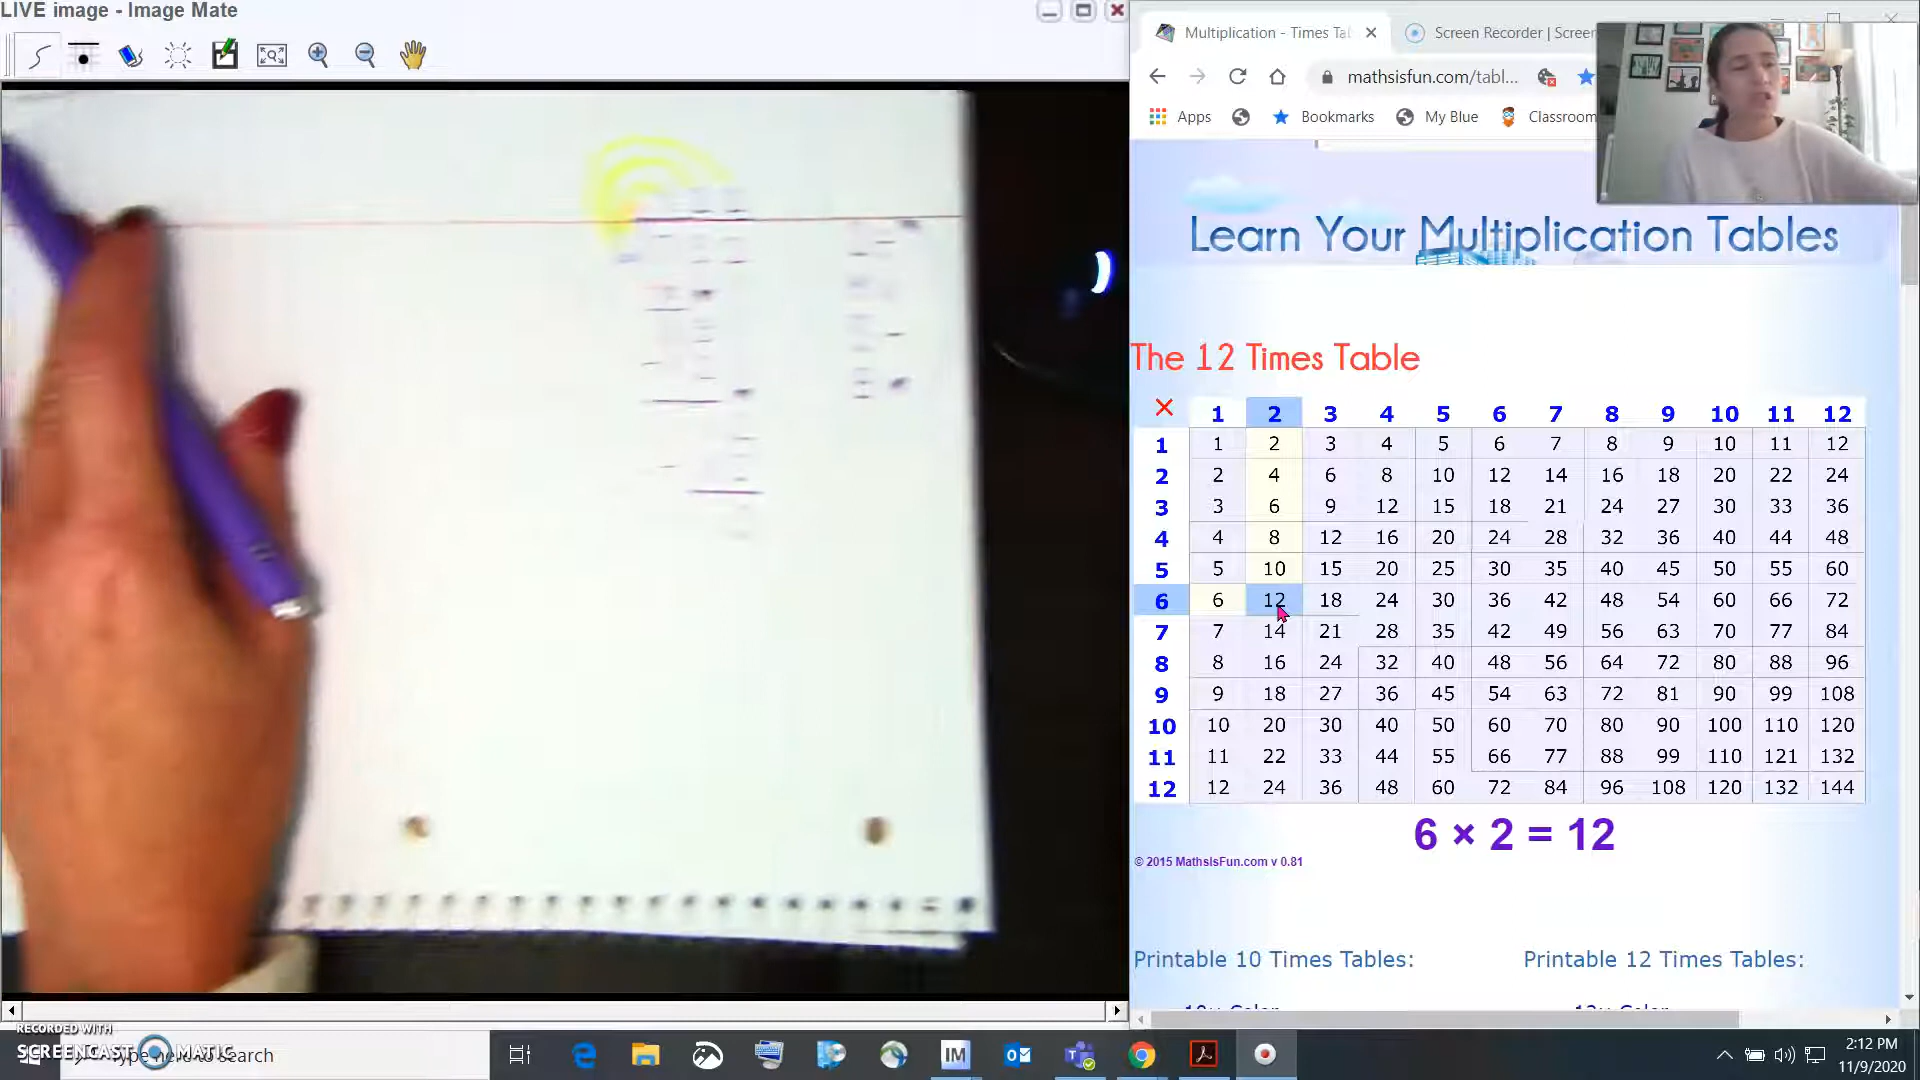 LIVE image - Image Mate
Multiplication - Times Tab
Screen Recorder | Screen
mathsisfun.com/tabl...
Apps
Bookmarks
My Blue
Classroom
Learn Your Multiplication Tables
The 12 Times Table
× 1 2 3 4 5 6 7 8 9 10 11 12
1 1 2 3 4 5 6 7 8 9 10 11 12
2 2 4 6 8 10 12 14 16 18 20 22 24
3 3 6 9 12 15 18 21 24 27 30 33 36
4 4 8 12 16 20 24 28 32 36 40 44 48
5 5 10 15 20 25 30 35 40 45 50 55 60
6 6 12 18 24 30 36 42 48 54 60 66 72
7 7 14 21 28 35 42 49 56 63 70 77 84
8 8 16 24 32 40 48 56 64 72 80 88 96
9 9 18 27 36 45 54 63 72 81 90 99 108
10 10 20 30 40 50 60 70 80 90 100 110 120
11 11 22 33 44 55 66 77 88 99 110 121 132
12 12 24 36 48 60 72 84 96 108 120 132 144
6 × 2 = 12
© 2015 MathsIsFun.com v 0.81
Printable 10 Times Tables:
Printable 12 Times Tables:
RECORDED WITH
SCREENCAST MATIC
Type here to search
IM
2:12 PM
11/9/2020